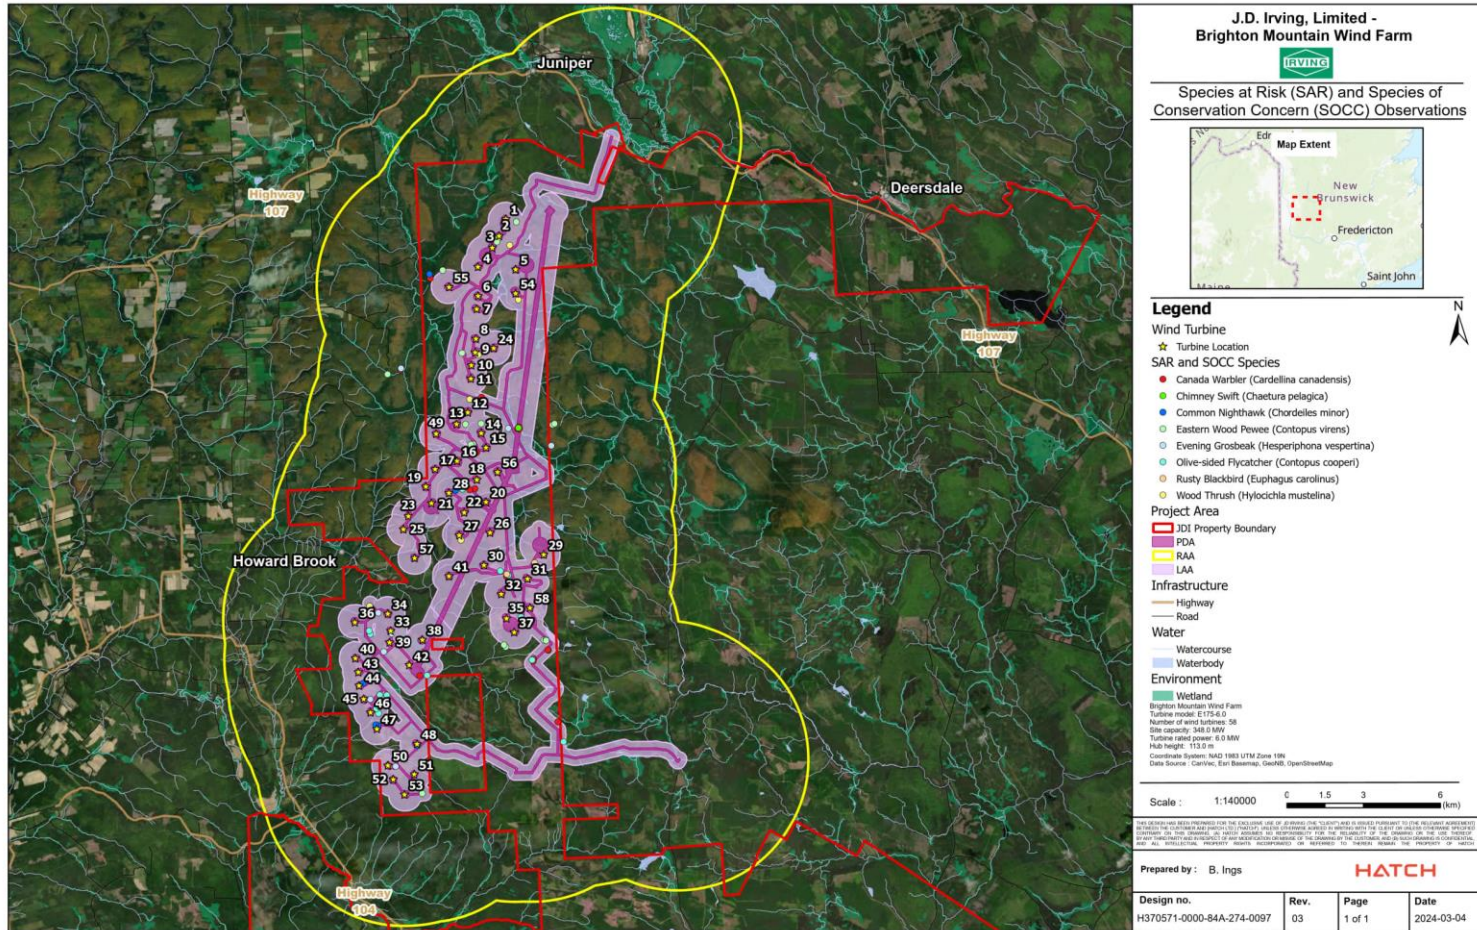 Juniper
Deersdale
Highway
107
Highway
107
Howard Brook
Highway
104
1
2
3
4
5
55
54
6
7
8
24
9
10
11
12
13
14
49
15
16
17
56
18
19
28
20
21
22
23
25
26
27
57
29
30
41
31
32
58
34
36
33
35
37
38
39
40
42
43
44
45
46
47
48
50
51
52
53
J.D. Irving, Limited -
Brighton Mountain Wind Farm
IRVING
Species at Risk (SAR) and Species of
Conservation Concern (SOCC) Observations
Edr
Map Extent
New
Brunswick
Fredericton
Saint John
Maine
Legend
N
Wind Turbine
Turbine Location
SAR and SOCC Species
Canada Warbler (Cardellina canadensis)
Chimney Swift (Chaetura pelagica)
Common Nighthawk (Chordeiles minor)
Eastern Wood Pewee (Contopus virens)
Evening Grosbeak (Hesperiphona vespertina)
Olive-sided Flycatcher (Contopus cooperi)
Rusty Blackbird (Euphagus carolinus)
Wood Thrush (Hylocichla mustelina)
Project Area
JDI Property Boundary
PDA
RAA
LAA
Infrastructure
Highway
Road
Water
Watercourse
Waterbody
Environment
Wetland
Brighton Mountain Wind Farm
Turbine model: E175-6.0
Number of wind turbines: 58
Site capacity: 348.0 MW
Turbine rated power: 6.0 MW
Hub height: 113.0 m
Coordinate System: NAD 1983 UTM Zone 19N
Data Source : CanVec, Esri Basemap, GeoNB, OpenStreetMap
Scale : 1:140000
0 1.5 3 6
(km)
Prepared by : B. Ings
HATCH
Design no. Rev. Page Date
H370571-0000-84A-274-0097 03 1 of 1 2024-03-04